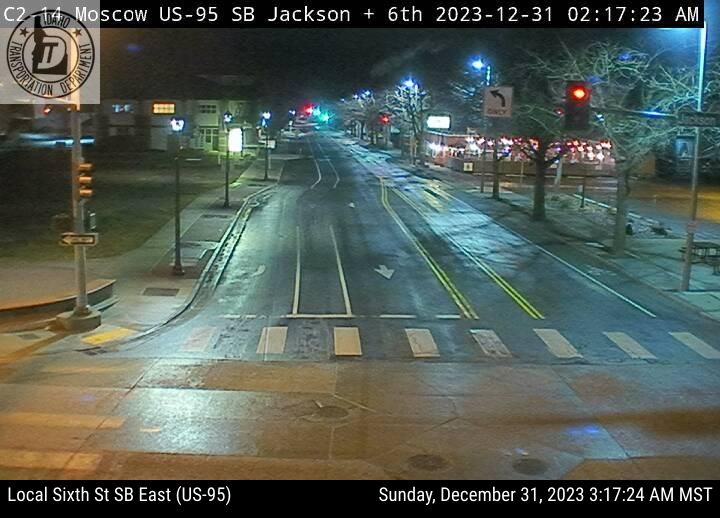 C2-14 Moscow US-95 SB Jackson + 6th 2023-12-31 02:17:23 AM
IDAHO
TRANSPORTATION DEPARTMENT
ONLY
Local Sixth St SB East (US-95)
Sunday, December 31, 2023 3:17:24 AM MST